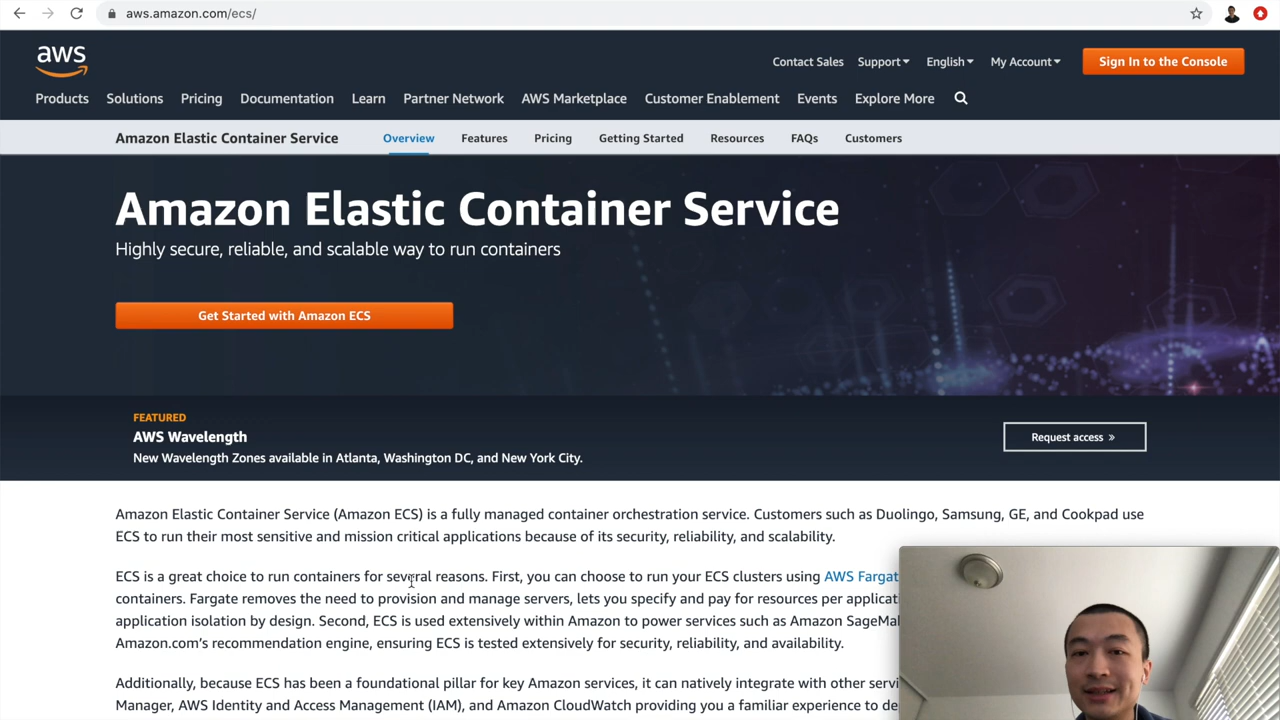 aws.amazon.com/ecs/
aws
Contact Sales Support English My Account Sign In to the Console
Products Solutions Pricing Documentation Learn Partner Network AWS Marketplace Customer Enablement Events Explore More
Amazon Elastic Container Service Overview Features Pricing Getting Started Resources FAQs Customers
Amazon Elastic Container Service
Highly secure, reliable, and scalable way to run containers
Get Started with Amazon ECS
FEATURED
AWS Wavelength
New Wavelength Zones available in Atlanta, Washington DC, and New York City.
Request access »
Amazon Elastic Container Service (Amazon ECS) is a fully managed container orchestration service. Customers such as Duolingo, Samsung, GE, and Cookpad use
ECS to run their most sensitive and mission critical applications because of its security, reliability, and scalability.
ECS is a great choice to run containers for several reasons. First, you can choose to run your ECS clusters using AWS Fargat
containers. Fargate removes the need to provision and manage servers, lets you specify and pay for resources per applicati
application isolation by design. Second, ECS is used extensively within Amazon to power services such as Amazon SageMa
Amazon.com's recommendation engine, ensuring ECS is tested extensively for security, reliability, and availability.
Additionally, because ECS has been a foundational pillar for key Amazon services, it can natively integrate with other servi
Manager, AWS Identity and Access Management (IAM), and Amazon CloudWatch providing you a familiar experience to de